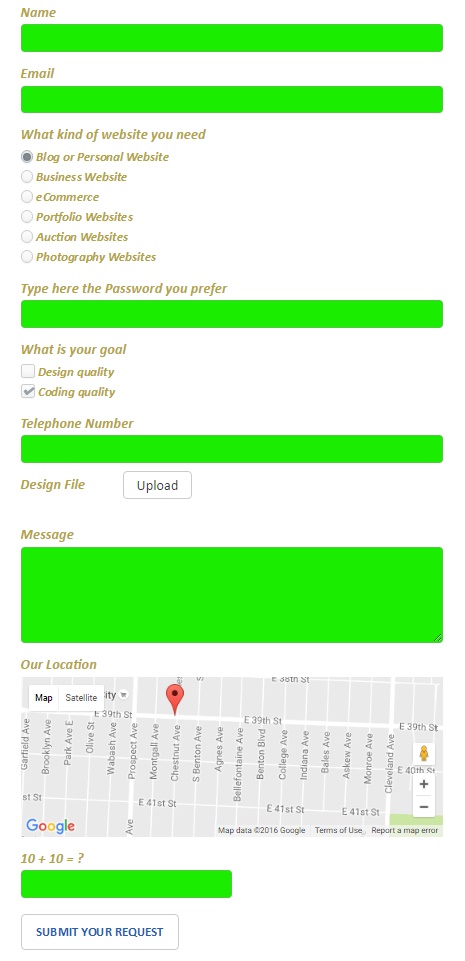 Name
Email
What kind of website you need
Blog or Personal Website
Business Website
eCommerce
Portfolio Websites
Auction Websites
Photography Websites
Type here the Password you prefer
What is your goal
Design quality
Coding quality
Telephone Number
Design File
Upload
Message
Our Location
E 38th St
Map
Satellite
City
E 39th St
E 39th St
E 39th St
Garfield Ave
Brooklyn Ave
Park Ave E
Olive St
Wabash Ave
Prospect Ave
Montgall Ave
Chestnut Ave
S Benton Ave
Agnes Ave
Bellefontaine Ave
Benton Blvd
College Ave
Indiana Ave
Bales Ave
Askew Ave
Monroe Ave
Cleveland Ave
E 40th St
+
−
st St
E 41st St
E 41st St
E 41st St
Ave
Google
Map data ©2016 Google
Terms of Use
Report a map error
10 + 10 = ?
SUBMIT YOUR REQUEST